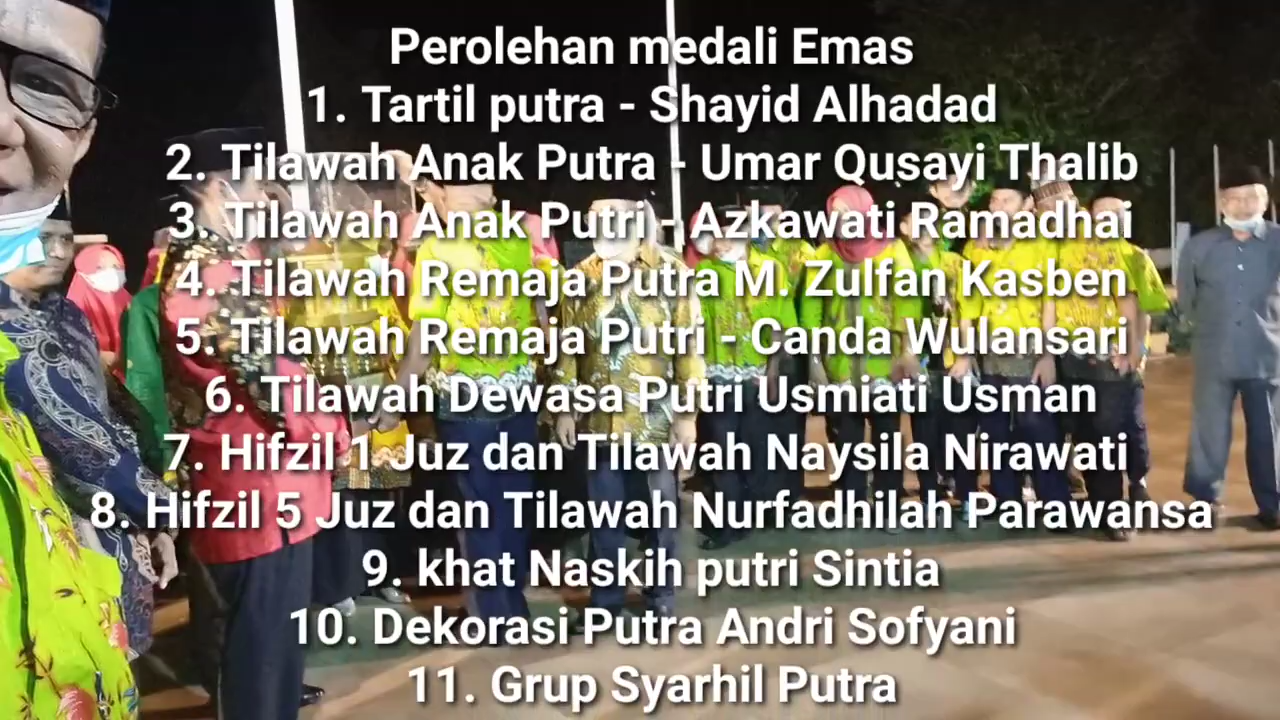 Perolehan medali Emas
1. Tartil putra - Shayid Alhadad
2. Tilawah Anak Putra - Umar Qusayi Thalib
3. Tilawah Anak Putri - Azkawati Ramadhai
4. Tilawah Remaja Putra M. Zulfan Kasben
5. Tilawah Remaja Putri - Canda Wulansari
6. Tilawah Dewasa Putri Usmiati Usman
7. Hifzil 1 Juz dan Tilawah Naysila Nirawati
8. Hifzil 5 Juz dan Tilawah Nurfadhilah Parawansa
9. khat Naskih putri Sintia
10. Dekorasi Putra Andri Sofyani
11. Grup Syarhil Putra